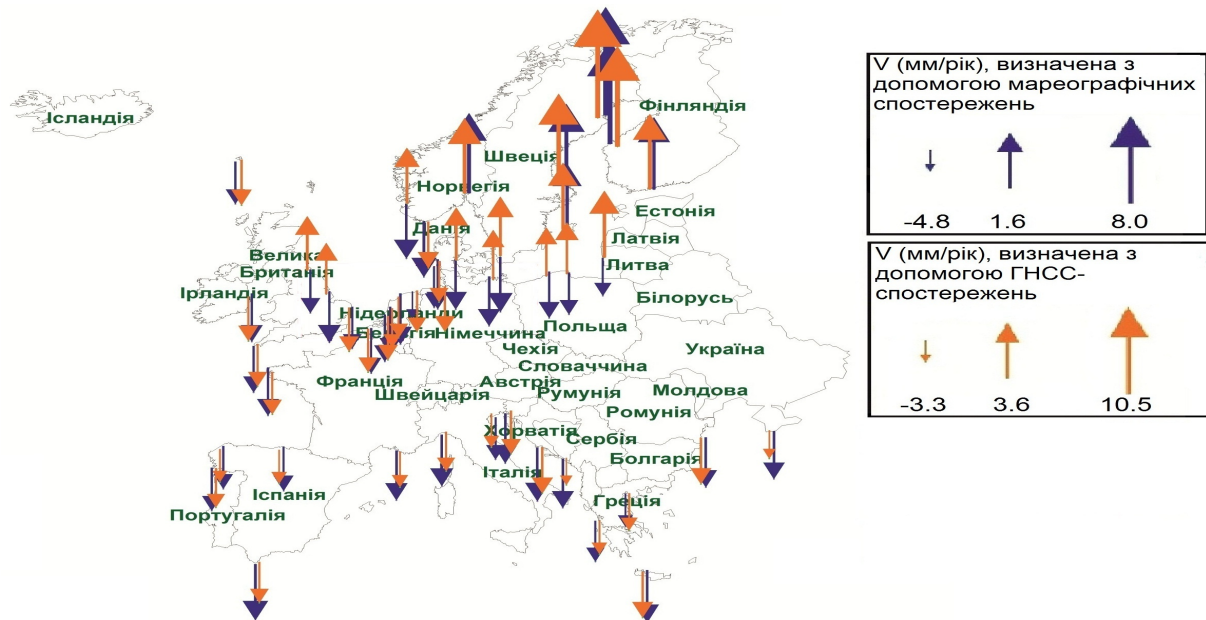 Ісландія
Фінляндія
Швеція
Норвегія
Естонія
Данія
Латвія
Велика
Британія
Литва
Ірландія
Білорусь
Нідерланди
Бельгія
Німеччина
Польща
Україна
Чехія
Словаччина
Франція
Швейцарія
Австрія
Румунія
Молдова
Ромунія
Хорватія
Сербія
Болгарія
Італія
Іспанія
Греція
Португалія
V (мм/рік), визначена з
допомогою мареографічних
спостережень
-4.8 1.6 8.0
V (мм/рік), визначена з
допомогою ГНСС-
спостережень
-3.3 3.6 10.5